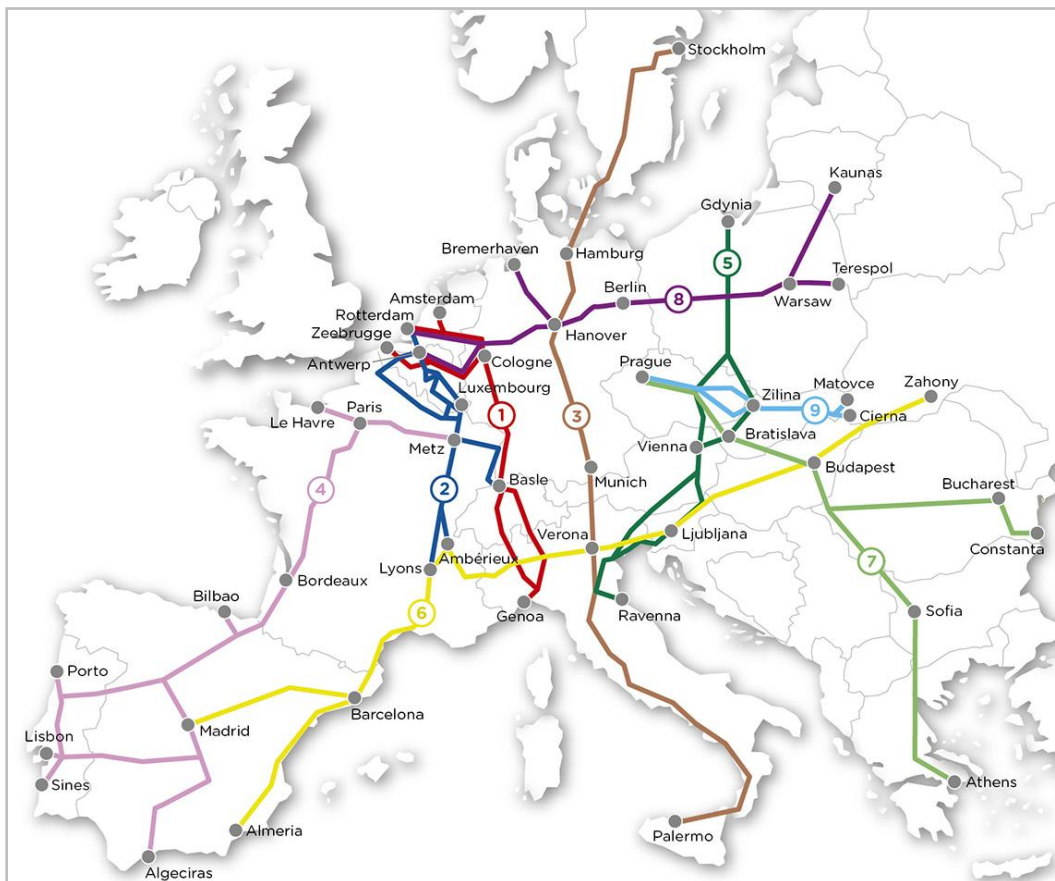 Stockholm
Kaunas
Gdynia
Bremerhaven
Hamburg
5
Terespol
Berlin
8
Warsaw
Amsterdam
Rotterdam
Hanover
Zeebrugge
Cologne
Antwerp
Prague
Luxembourg
Zilina
Matovce
Zahony
Paris
1
3
9
Cierna
Le Havre
Metz
Vienna
Bratislava
Budapest
Munich
4
2
Basle
Bucharest
Verona
Ljubljana
Constanta
Ambérieux
Lyons
7
Bordeaux
Bilbao
6
Genoa
Ravenna
Sofia
Porto
Barcelona
Madrid
Lisbon
Sines
Athens
Almeria
Palermo
Algeciras